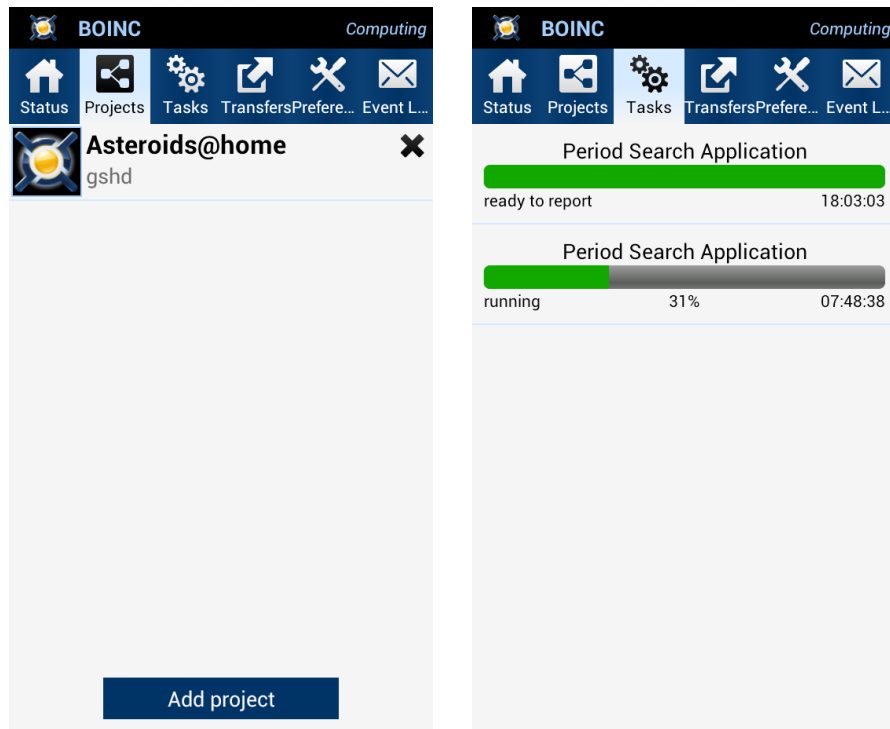 BOINC Computing
Status Projects Tasks Transfers Prefere... Event L...
Asteroids@home
gshd
Add project
BOINC Computing
Status Projects Tasks Transfers Prefere... Event L...
Period Search Application
ready to report 18:03:03
Period Search Application
running 31% 07:48:38